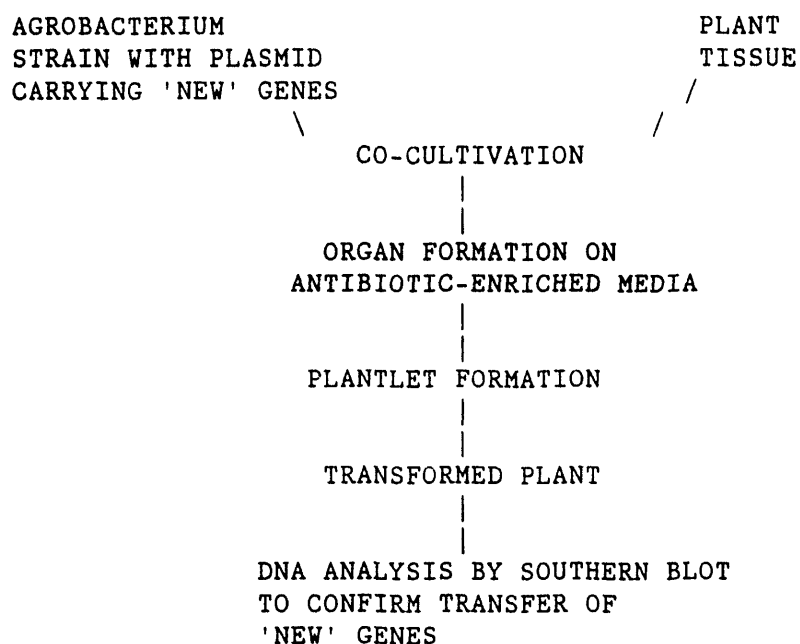 AGROBACTERIUM
STRAIN WITH PLASMID
CARRYING 'NEW' GENES
PLANT
TISSUE
CO-CULTIVATION
ORGAN FORMATION ON
ANTIBIOTIC-ENRICHED MEDIA
PLANTLET FORMATION
TRANSFORMED PLANT
DNA ANALYSIS BY SOUTHERN BLOT
TO CONFIRM TRANSFER OF
'NEW' GENES